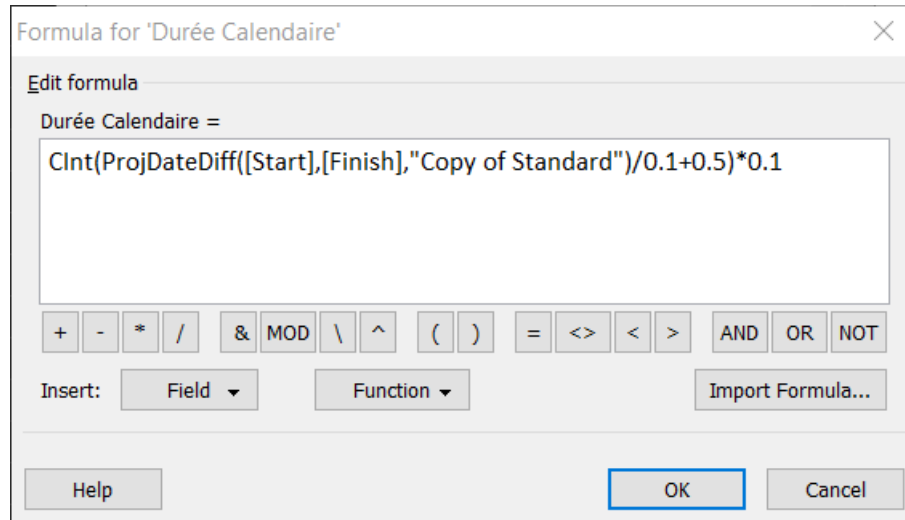 Formula for 'Durée Calendaire'
Edit formula
Durée Calendaire =
CInt(ProjDateDiff([Start],[Finish],"Copy of Standard")/0.1+0.5)*0.1
+ - * / & MOD \ ^ ( ) = <> < > AND OR NOT
Insert: Field Function Import Formula...
Help OK Cancel